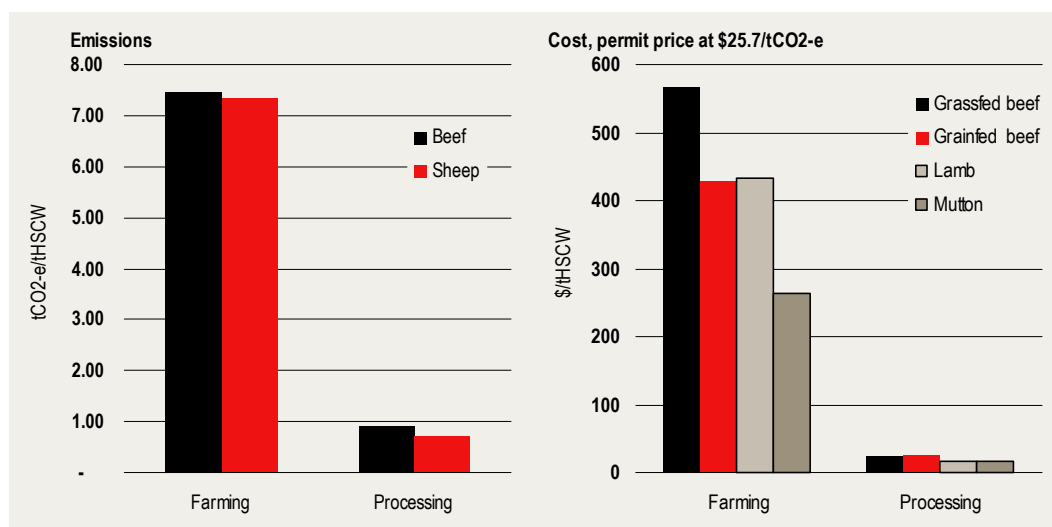 Emissions
8.00
7.00
6.00
5.00
4.00
3.00
2.00
1.00
-
tCO2-e/tHSCW
Beef
Sheep
Farming Processing
Cost, permit price at $25.7/tCO2-e
600
500
400
300
200
100
0
$/tHSCW
Grassfed beef
Grainfed beef
Lamb
Mutton
Farming Processing